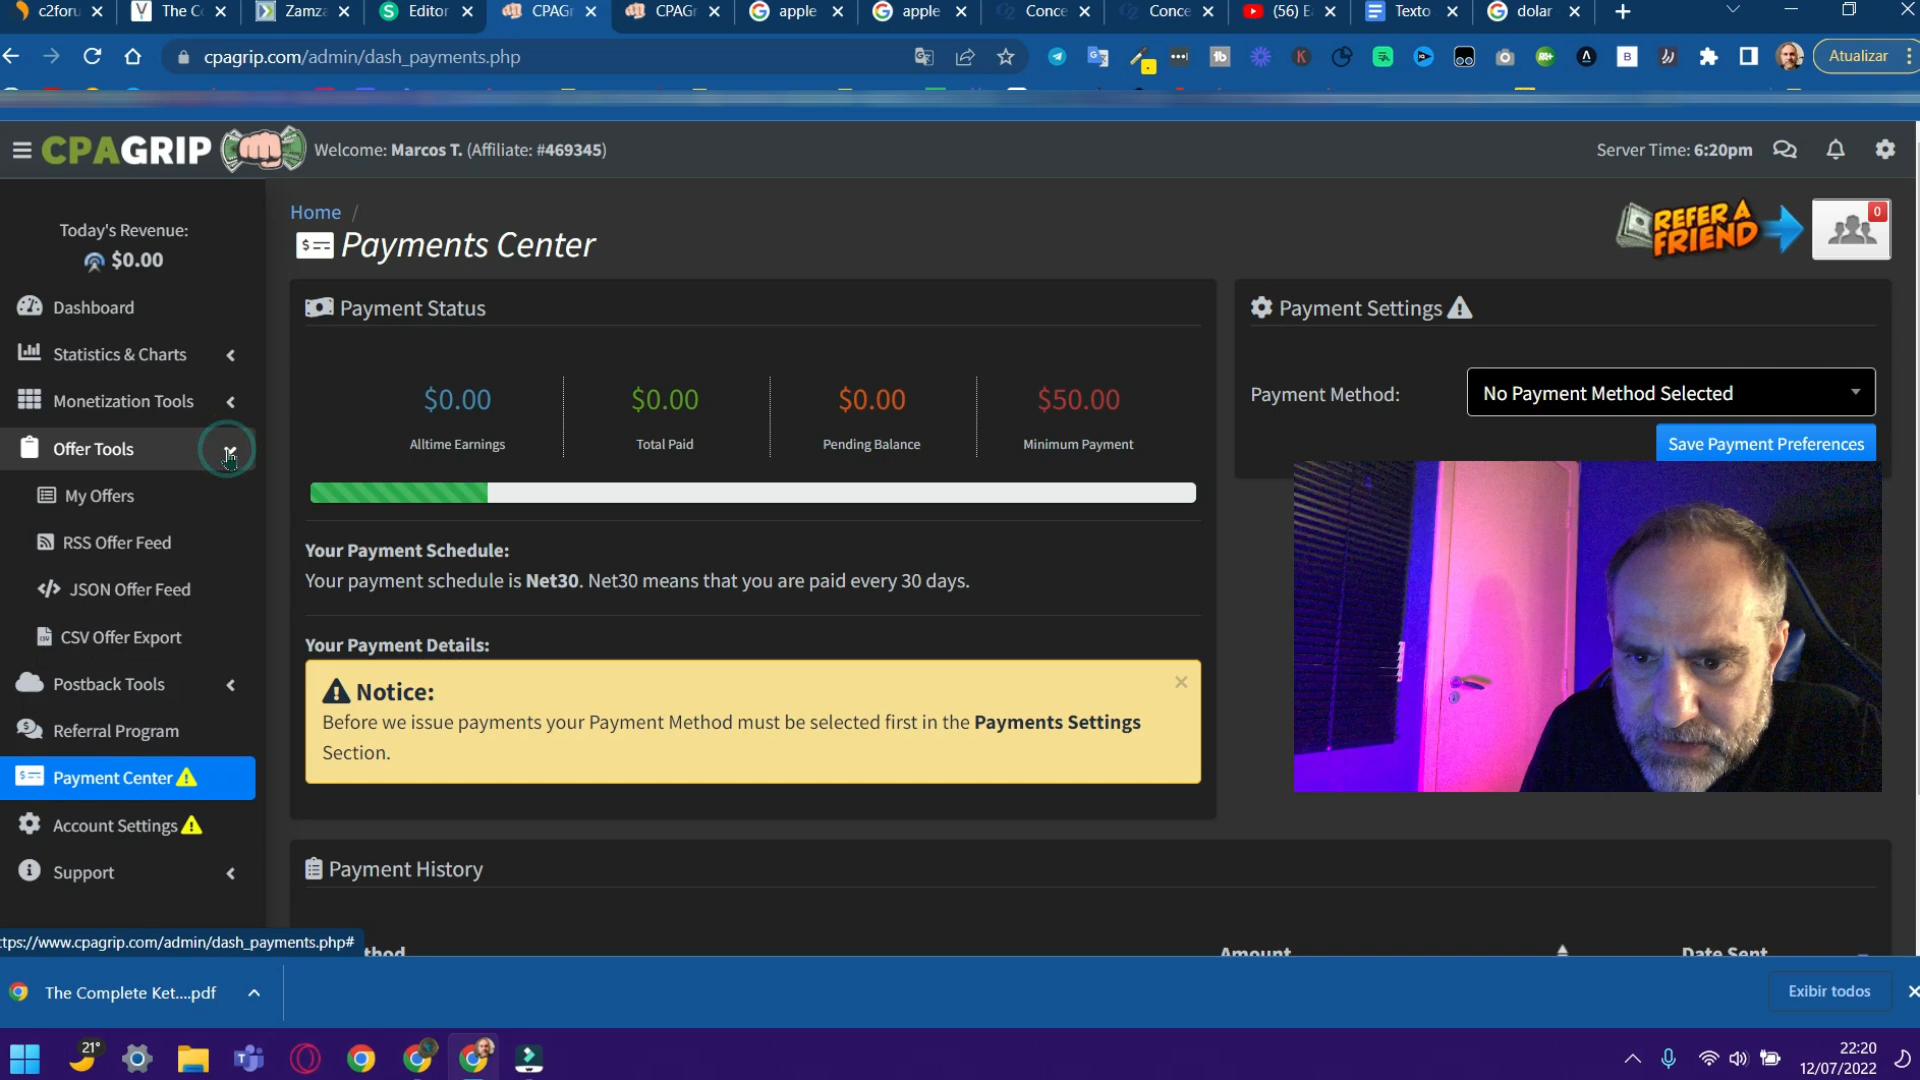 c2foru
The C
Zamza
Editor
CPAG
CPAG
apple
apple
Conce
Conce
(56) E
Texto
dolar
cpagrip.com/admin/dash_payments.php
Atualizar
CPAGRIP
Welcome: Marcos T. (Affiliate: #469345)
Server Time: 6:20pm
Today's Revenue:
$0.00
Dashboard
Statistics & Charts
Monetization Tools
Offer Tools
My Offers
RSS Offer Feed
JSON Offer Feed
CSV Offer Export
Postback Tools
Referral Program
Payment Center
Account Settings
Support
Home /
Payments Center
REFER A
FRIEND
0
Payment Status
$0.00
Alltime Earnings
$0.00
Total Paid
$0.00
Pending Balance
$50.00
Minimum Payment
Your Payment Schedule:
Your payment schedule is Net30. Net30 means that you are paid every 30 days.
Your Payment Details:
Notice:
Before we issue payments your Payment Method must be selected first in the Payments Settings
Section.
Payment Settings
Payment Method:
No Payment Method Selected
Save Payment Preferences
Payment History
Amount
Date Sent
ttps://www.cpagrip.com/admin/dash_payments.php#
The Complete Ket....pdf
Exibir todos
21°
22:20
12/07/2022